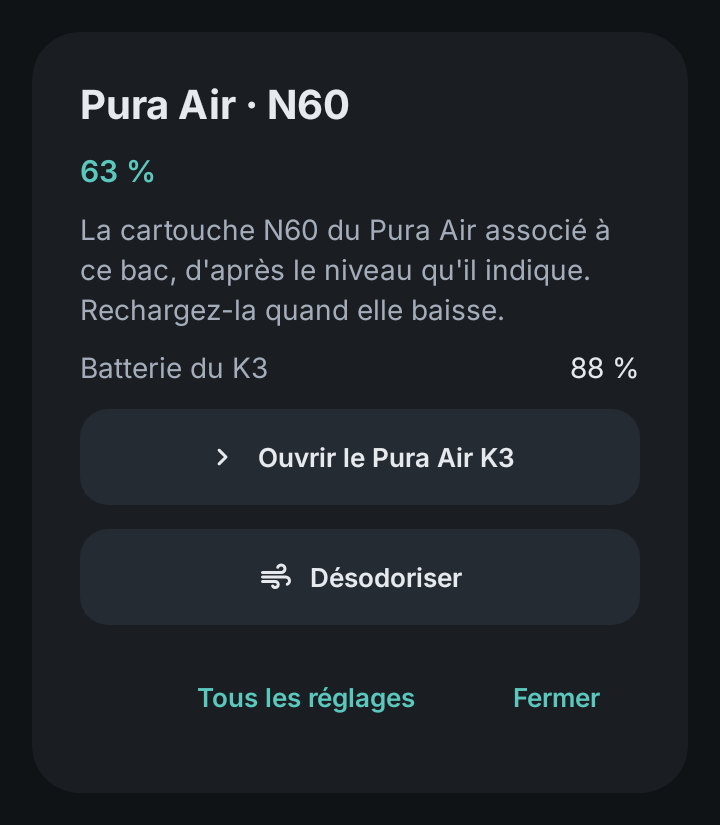 Pura Air · N60
63 %
La cartouche N60 du Pura Air associé à
ce bac, d'après le niveau qu'il indique.
Rechargez-la quand elle baisse.
Batterie du K3 88 %
Ouvrir le Pura Air K3
Désodoriser
Tous les réglages Fermer